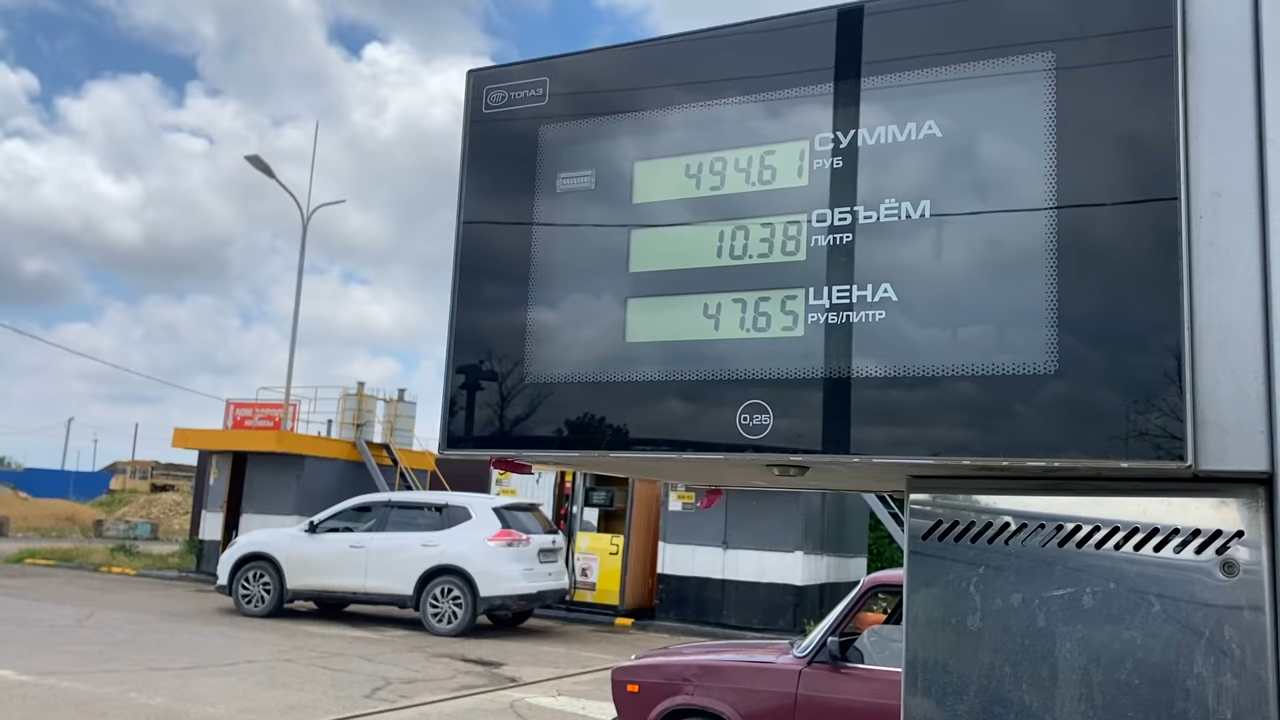 ТОПАЗ
494.61
СУММА
РУБ
10.38
ОБЪЁМ
ЛИТР
47.65
ЦЕНА
РУБ/ЛИТР
0,25
5